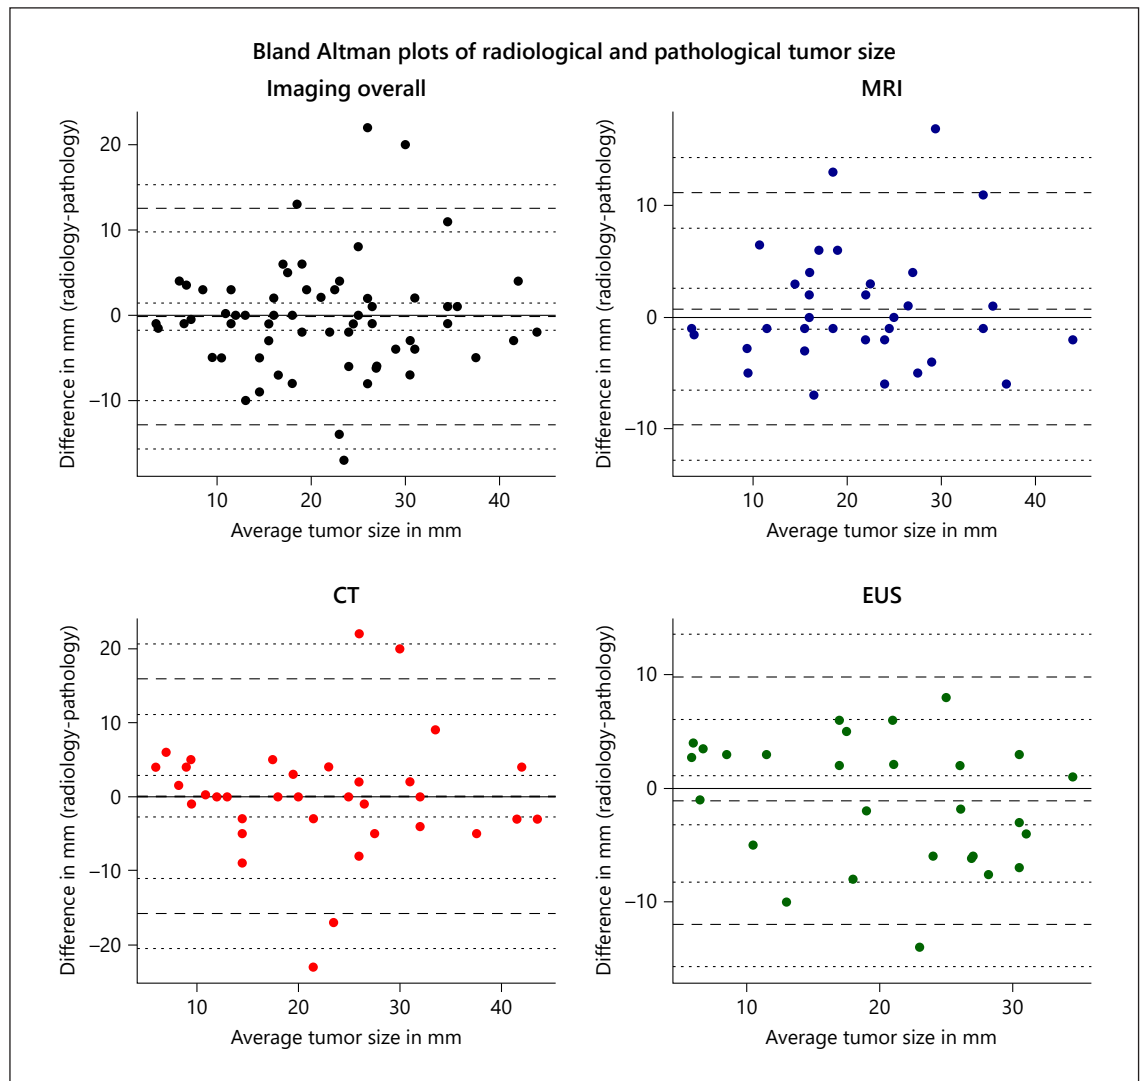 Bland Altman plots of radiological and pathological tumor size
Imaging overall
Difference in mm (radiology-pathology)
20
10
0
–10
10
20
30
40
Average tumor size in mm
MRI
Difference in mm (radiology-pathology)
10
0
–10
10
20
30
40
Average tumor size in mm
CT
Difference in mm (radiology-pathology)
20
10
0
–10
–20
10
20
30
40
Average tumor size in mm
EUS
Difference in mm (radiology-pathology)
10
0
–10
10
20
30
Average tumor size in mm